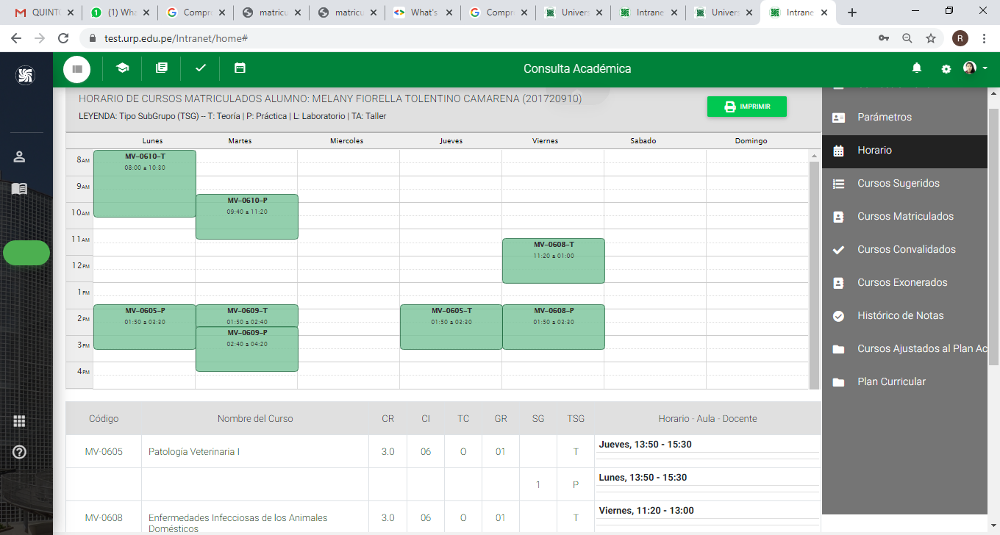 QUINTO
1 (1) Wha
Compro
matricu
matricu
What's
Compr
Univers
Intrane
Univers
Intrane
test.urp.edu.pe/Intranet/home#
R
Consulta Académica
HORARIO DE CURSOS MATRICULADOS ALUMNO: MELANY FIORELLA TOLENTINO CAMARENA (201720910)
LEYENDA: Tipo SubGrupo (TSG) -- T: Teoría | P: Práctica | L: Laboratorio | TA: Taller
IMPRIMIR
Lunes Martes Miercoles Jueves Viernes Sabado Domingo
8AM
MV-0610-T
08:00 a 10:30
9AM
MV-0610-P
09:40 a 11:20
10AM
11AM
MV-0608-T
11:20 a 01:00
12PM
1PM
MV-0605-P MV-0609-T MV-0605-T MV-0608-P
01:50 a 03:30 01:50 a 02:40 01:50 a 03:30 01:50 a 03:30
2PM
MV-0609-P
02:40 a 04:20
3PM
4PM
Parámetros
Horario
Cursos Sugeridos
Cursos Matriculados
Cursos Convalidados
Cursos Exonerados
Histórico de Notas
Cursos Ajustados al Plan Ac
Plan Curricular
Código Nombre del Curso CR CI TC GR SG TSG Horario - Aula - Docente
MV-0605 Patología Veterinaria I 3.0 06 O 01 T Jueves, 13:50 - 15:30
1 P Lunes, 13:50 - 15:30
MV-0608 Enfermedades Infecciosas de los Animales 3.0 06 O 01 T Viernes, 11:20 - 13:00
Domésticos